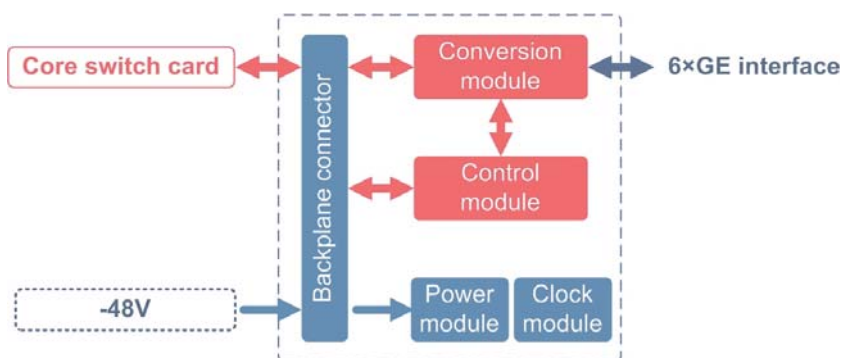 Core switch card
Backplane connector
Conversion
module
6×GE interface
Control
module
-48V
Power
module
Clock
module